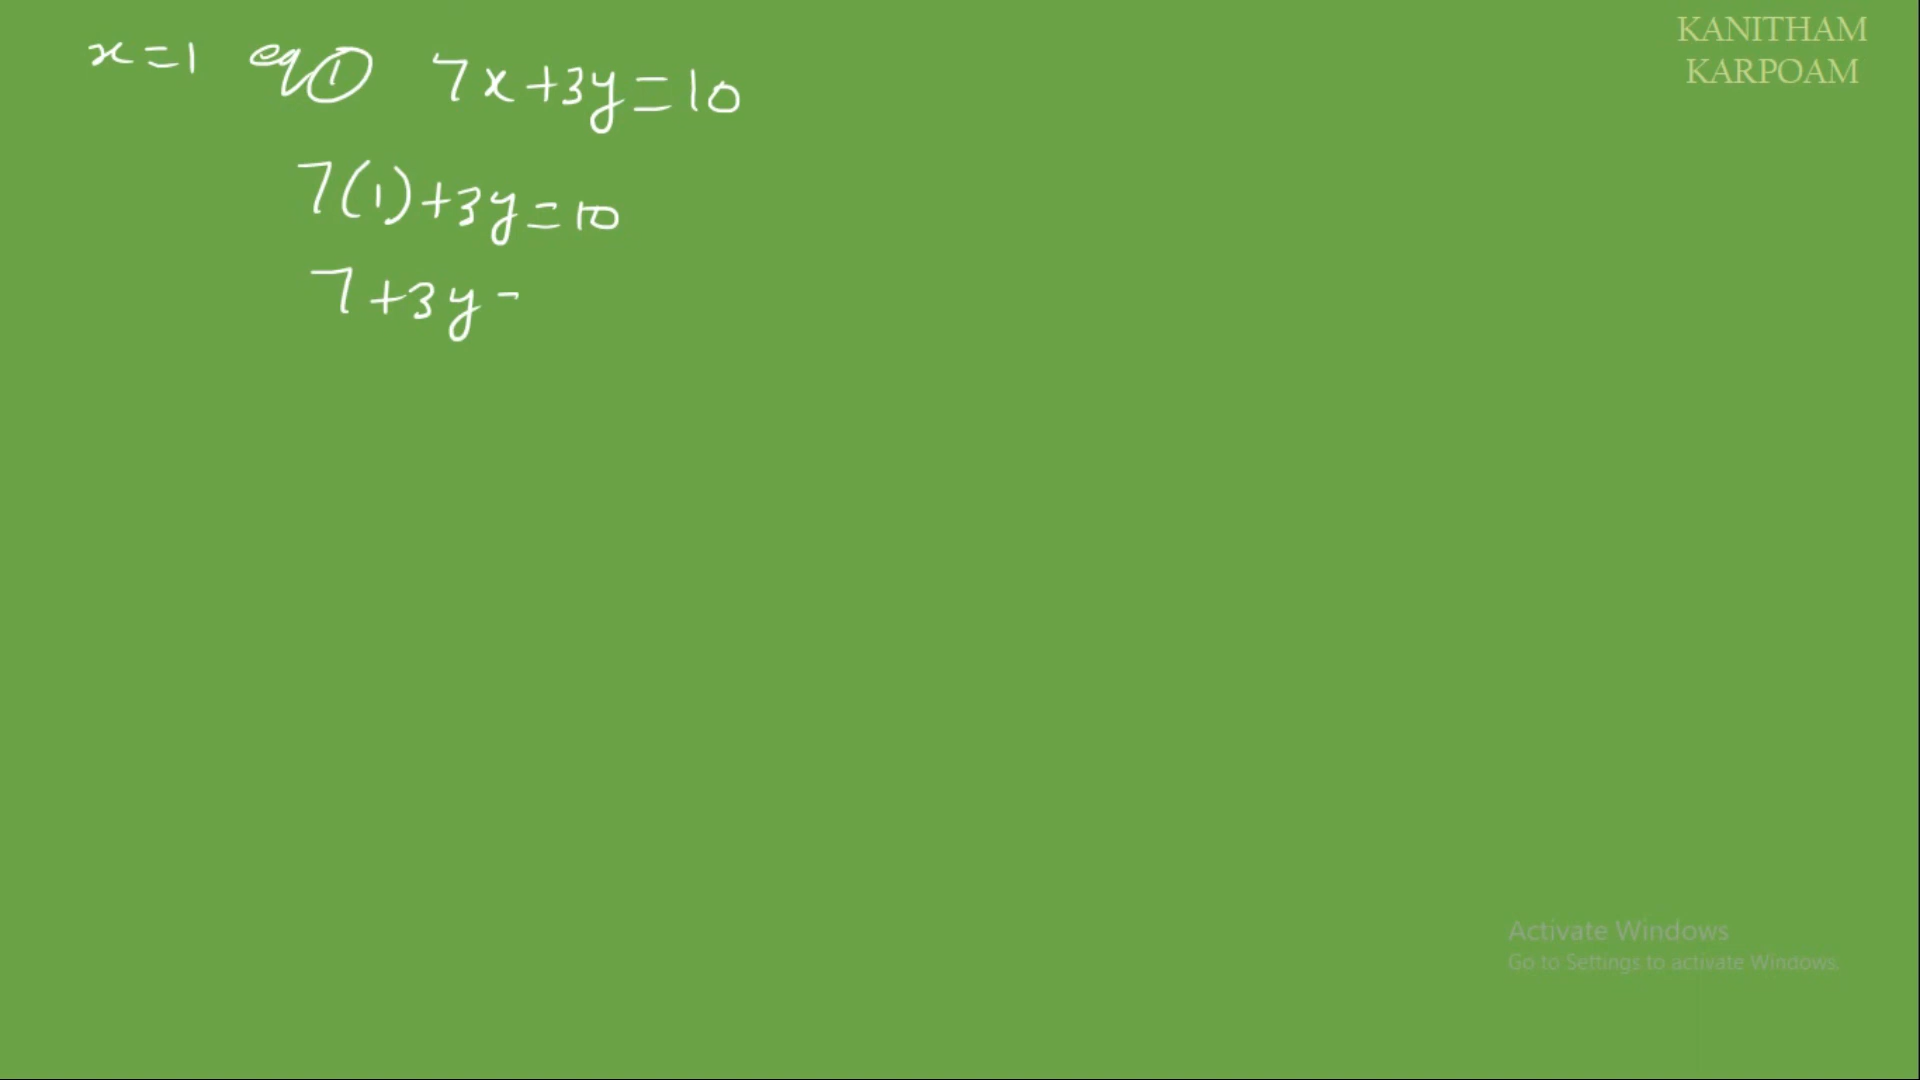 x=1 eq① 7x+3y=10
7(1)+3y=10
7+3y-
KANITHAM
KARPOAM
Activate Windows
Go to Settings to activate Windows.